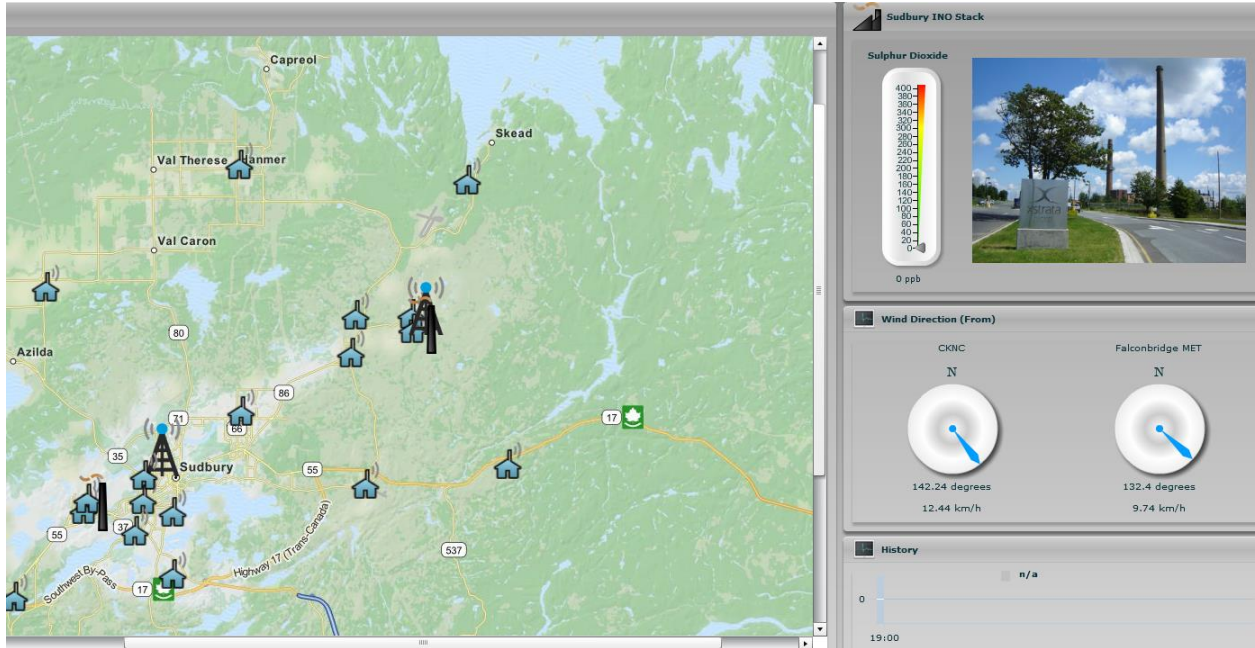 Capreol
Skead
Val Therese
anmer
Val Caron
80
Azilda
86
71
66
35
Sudbury
55
17
37
55
537
Highway 17 (Trans-Canada)
Southwest By-Pass
17
Sudbury INO Stack
Sulphur Dioxide
400
380
360
340
320
300
280
260
240
220
200
180
160
140
120
100
80
60
40
20
0
0 ppb
xstrata
Wind Direction (From)
CKNC
Falconbridge MET
N
N
142.24 degrees
132.4 degrees
12.44 km/h
9.74 km/h
History
n/a
0
19:00